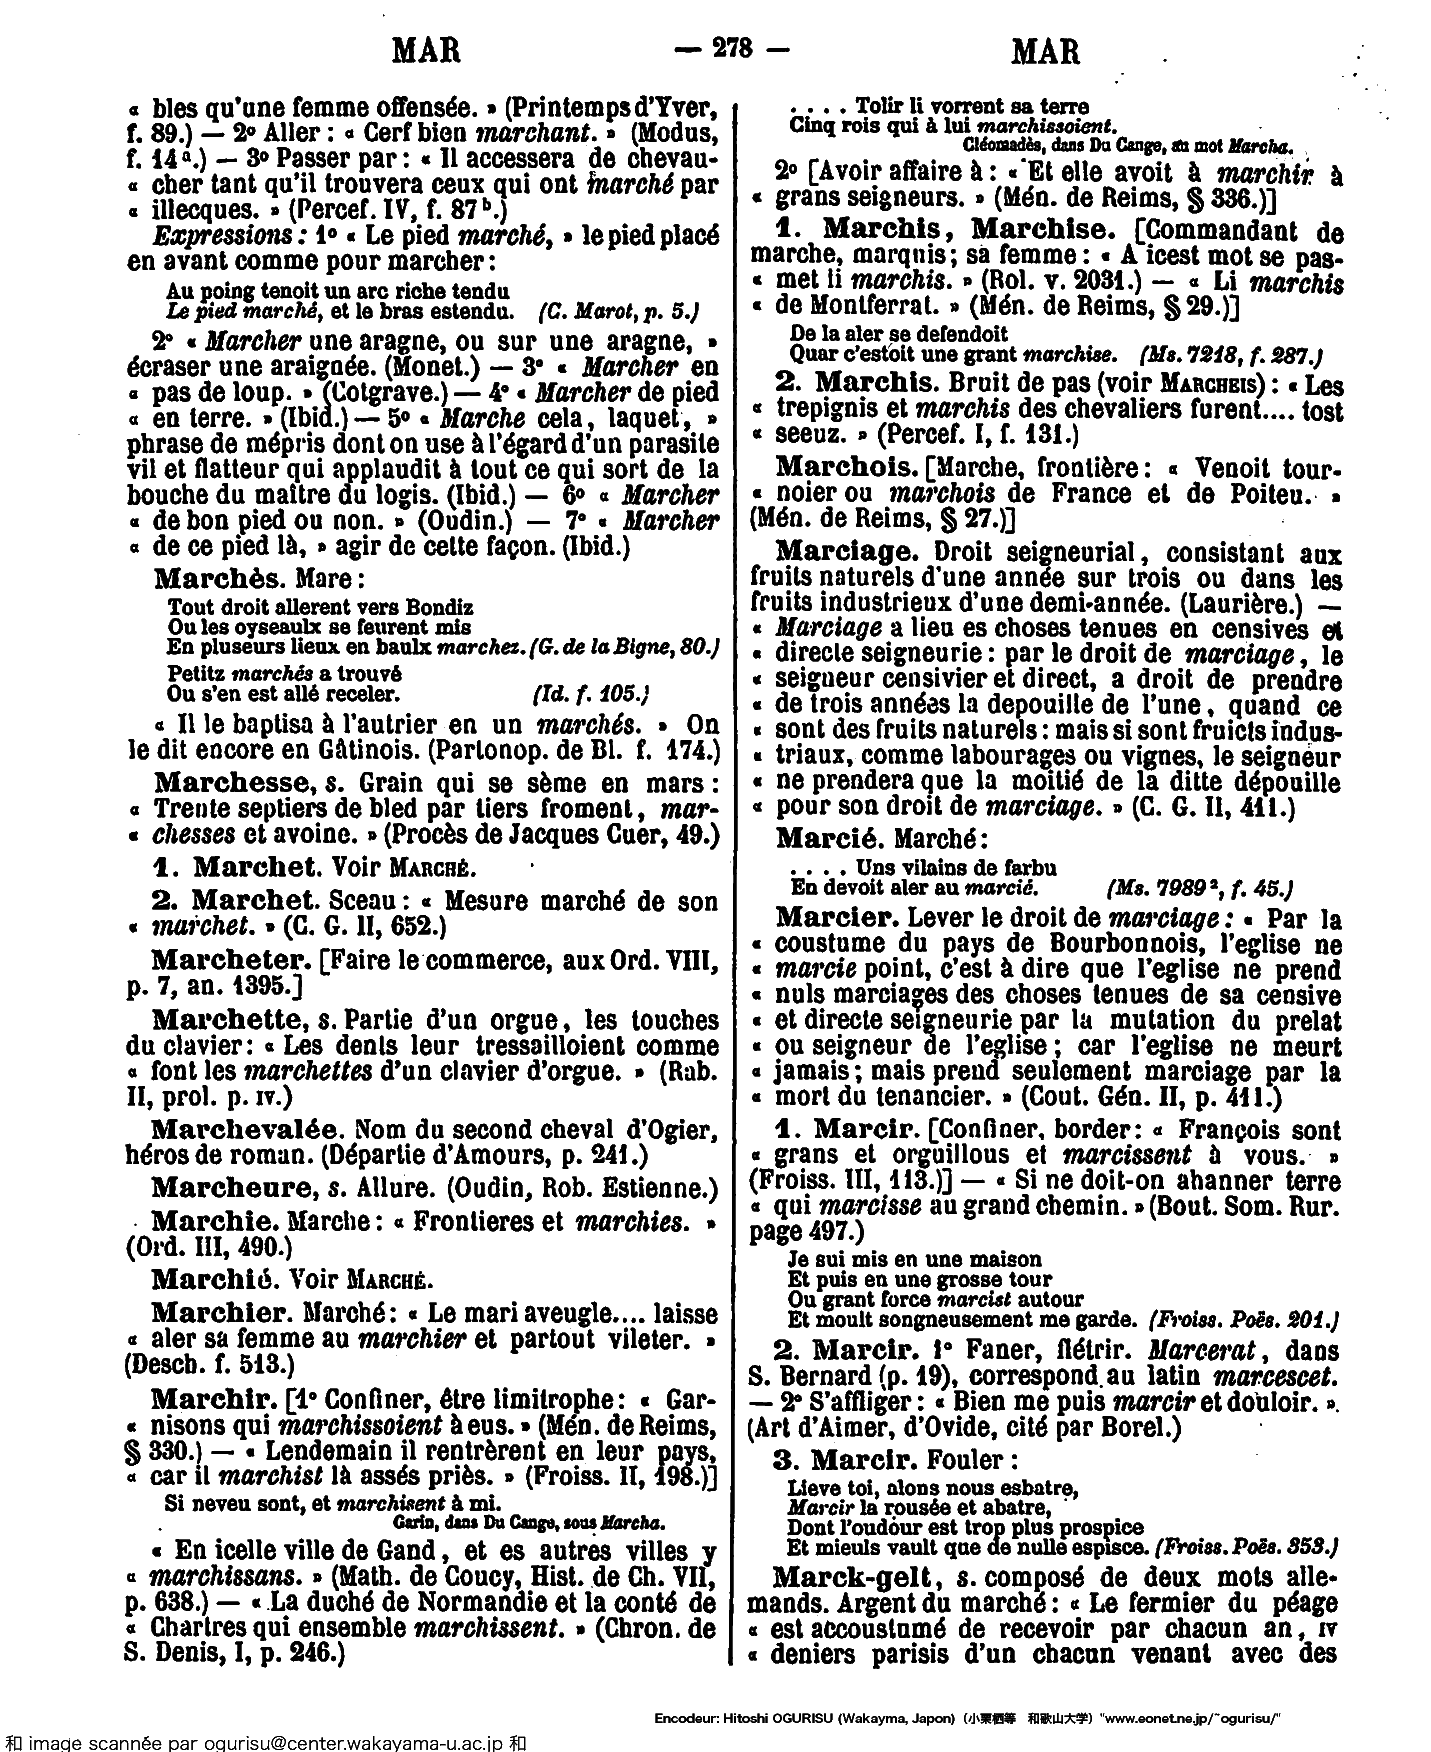 MAR
— 278 —
MAR
« bles qu'une femme offensée. » (Printemps d'Yver,
f. 89.) — 2º Aller : « Cerf bien marchant. » (Modus,
f. 14ª.) — 3º Passer par : « Il accessera de chevau-
« cher tant qu'il trouvera ceux qui ont marché par
« illecques. » (Percef. IV, f. 87ᵇ.)
Expressions : 1º « Le pied marché, » le pied placé
en avant comme pour marcher :
Au poing tenoit un arc riche tendu
Le pied marché, et le bras estendu. (C. Marot, p. 5.)
2º « Marcher une aragne, ou sur une aragne, »
écraser une araignée. (Monet.) — 3º « Marcher en
« pas de loup. » (Cotgrave.) — 4º « Marcher de pied
« en terre. » (Ibid.) — 5º « Marche cela, laquet, »
phrase de mépris dont on use à l'égard d'un parasite
vil et flatteur qui applaudit à tout ce qui sort de la
bouche du maître du logis. (Ibid.) — 6º « Marcher
« de bon pied ou non. » (Oudin.) — 7º « Marcher
« de ce pied là, » agir de cette façon. (Ibid.)
Marchès. Mare :
Tout droit allerent vers Bondiz
Ou les oyseaulx se feurent mis
En pluseurs lieux en baulx marchez. (G. de la Bigne, 80.)
Petitz marchés a trouvé
Ou s'en est allé receler. (Id. f. 105.)
« Il le baptisa à l'autrier en un marchés. » On
le dit encore en Gâtinois. (Partonop. de Bl. f. 174.)
Marchesse, s. Grain qui se sème en mars :
« Trente septiers de bled par tiers froment, mar-
« chesses et avoine. » (Procès de Jacques Cuer, 49.)
1. Marchet. Voir MARCHÉ.
2. Marchet. Sceau : « Mesure marché de son
« marchet. » (C. G. II, 652.)
Marcheter. [Faire le commerce, aux Ord. VIII,
p. 7, an. 1395.]
Marchette, s. Partie d'un orgue, les touches
du clavier : « Les dents leur tressailloient comme
« font les marchettes d'un clavier d'orgue. » (Rab.
II, prol. p. IV.)
Marchevalée. Nom du second cheval d'Ogier,
héros de roman. (Départie d'Amours, p. 241.)
Marcheure, s. Allure. (Oudin, Rob. Estienne.)
Marchie. Marche : « Frontieres et marchies. »
(Ord. III, 490.)
Marchié. Voir MARCHÉ.
Marchier. Marché : « Le mari aveugle.... laisse
« aler sa femme au marchier et partout vileter. »
(Desch. f. 513.)
Marchir. [1º Confiner, être limitrophe : « Gar-
« nisons qui marchissoient à eus. » (Mén. de Reims,
§ 330.) — « Lendemain il rentrèrent en leur pays,
« car il marchist là assés priès. » (Froiss. II, 198.)]
Si neveu sont, et marchisent à mi.
Garin, dans Du Cange, sous Marcha.
« En icelle ville de Gand, et es autres villes y
« marchissans. » (Math. de Coucy, Hist. de Ch. VII,
p. 638.) — « La duché de Normandie et la conté de
« Chartres qui ensemble marchissent. » (Chron. de
S. Denis, I, p. 246.)
. . . . Tolir li vorrent sa terre
Cinq rois qui à lui marchissoient.
Cléomadès, dans Du Cange, au mot Marcha.
2º [Avoir affaire à : « Et elle avoit à marchir à
« grans seigneurs. » (Mén. de Reims, § 336.)]
1. Marchis, Marchise. [Commandant de
marche, marquis ; sa femme : « A icest mot se pas-
« met li marchis. » (Rol. v. 2031.) — « Li marchis
« de Montferrat. » (Mén. de Reims, § 29.)]
De la aler se defendoit
Quar c'estoit une grant marchise. (Ms. 7218, f. 287.)
2. Marchis. Bruit de pas (voir MARCHEIS) : « Les
« trepignis et marchis des chevaliers furent.... tost
« seeuz. » (Percef. I, f. 131.)
Marchois. [Marche, frontière : « Venoit tour-
« noier ou marchois de France et de Poiteu. »
(Mén. de Reims, § 27.)]
Marciage. Droit seigneurial, consistant aux
fruits naturels d'une année sur trois ou dans les
fruits industrieux d'une demi-année. (Laurière.) —
« Marciage a lieu es choses tenues en censives et
« directe seigneurie : par le droit de marciage, le
« seigueur censivier et direct, a droit de prendre
« de trois années la depouille de l'une, quand ce
« sont des fruits naturels : mais si sont fruicts indus-
« triaux, comme labourages ou vignes, le seigneur
« ne prendera que la moitié de la ditte dépouille
« pour son droit de marciage. » (C. G. II, 411.)
Marcié. Marché :
. . . . Uns vilains de farbu
En devoit aler au marcié. (Ms. 7989², f. 45.)
Marcier. Lever le droit de marciage : « Par la
« coustume du pays de Bourbonnois, l'eglise ne
« marcie point, c'est à dire que l'eglise ne prend
« nuls marciages des choses tenues de sa censive
« et directe seigneurie par la mutation du prelat
« ou seigneur de l'eglise ; car l'eglise ne meurt
« jamais ; mais prend seulement marciage par la
« mort du tenancier. » (Cout. Gén. II, p. 411.)
1. Marcir. [Confiner, border : « François sont
« grans et orguillous et marcissent à vous. »
(Froiss. III, 113.)] — « Si ne doit-on ahanner terre
« qui marcisse au grand chemin. » (Bout. Som. Rur.
page 497.)
Je sui mis en une maison
Et puis en une grosse tour
Ou grant force marcist autour
Et moult songneusement me garde. (Froiss. Poës. 201.)
2. Marcir. 1º Faner, flétrir. Marcerat, dans
S. Bernard (p. 19), correspond au latin marcescet.
— 2º S'affliger : « Bien me puis marcir et douloir. ».
(Art d'Aimer, d'Ovide, cité par Borel.)
3. Marcir. Fouler :
Lieve toi, alons nous esbatre,
Marcir la rousée et abatre,
Dont l'oudour est trop plus prospice
Et mieuls vault que de nulle espisce. (Froiss. Poës. 353.)
Marck-gelt, s. composé de deux mots alle-
mands. Argent du marché : « Le fermier du péage
« est accoustumé de recevoir par chacun an, IV
« deniers parisis d'un chacun venant avec des
Encodeur: Hitoshi OGURISU (Wakayma, Japon) (小栗栖等 和歌山大学) "www.eonet.ne.jp/~ogurisu/"
和 image scannée par ogurisu@center.wakayama-u.ac.jp 和